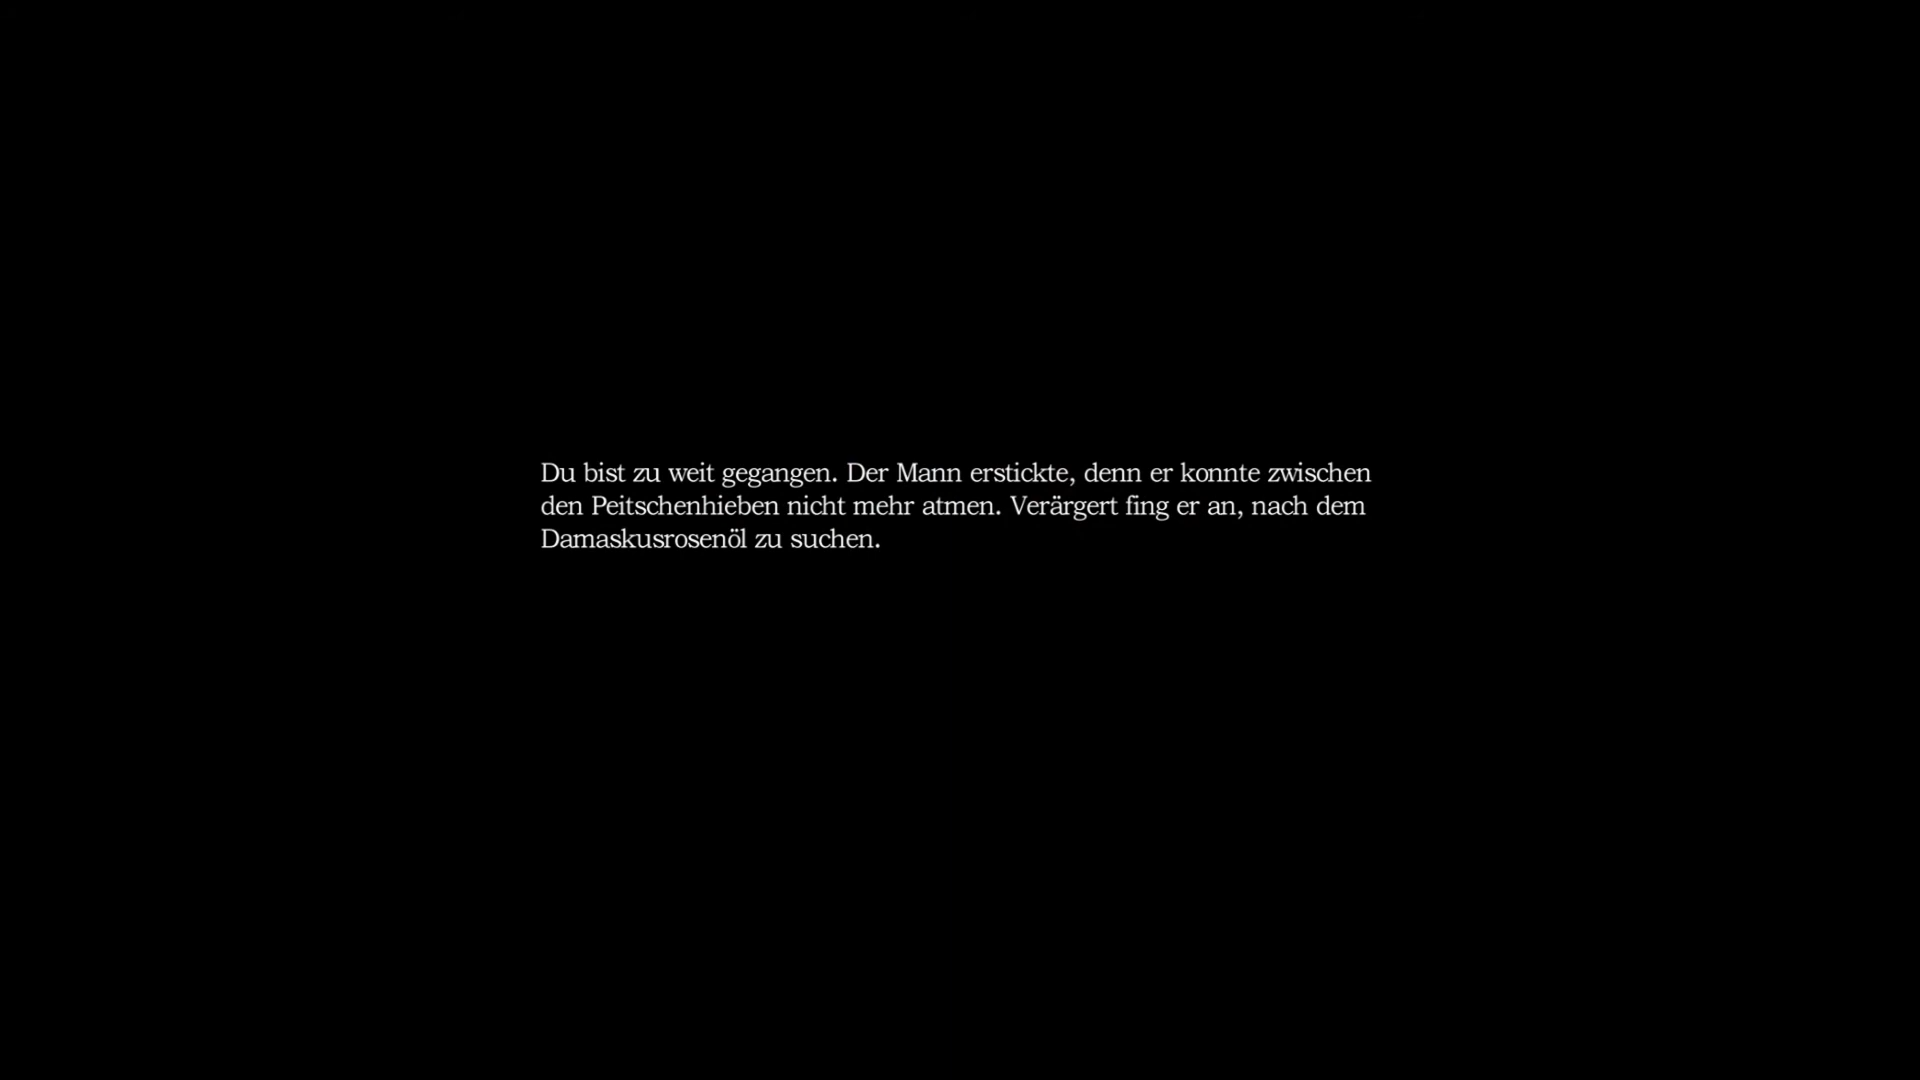 Du bist zu weit gegangen. Der Mann erstickte, denn er konnte zwischen
den Peitschenhieben nicht mehr atmen. Verärgert fing er an, nach dem
Damaskusrosenöl zu suchen.